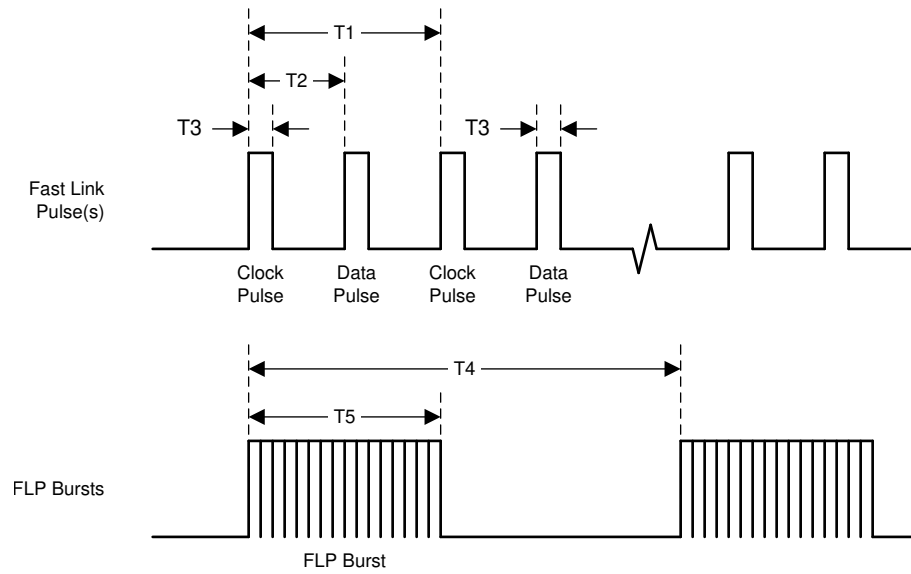 T1
T2
T3
T3
Fast Link
Pulse(s)
Clock
Pulse
Data
Pulse
Clock
Pulse
Data
Pulse
T4
T5
FLP Bursts
FLP Burst